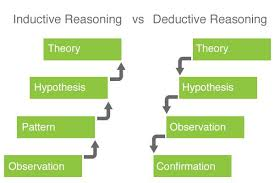 Inductive Reasoning vs Deductive Reasoning
Theory
Hypothesis
Pattern
Observation
Theory
Hypothesis
Observation
Confirmation